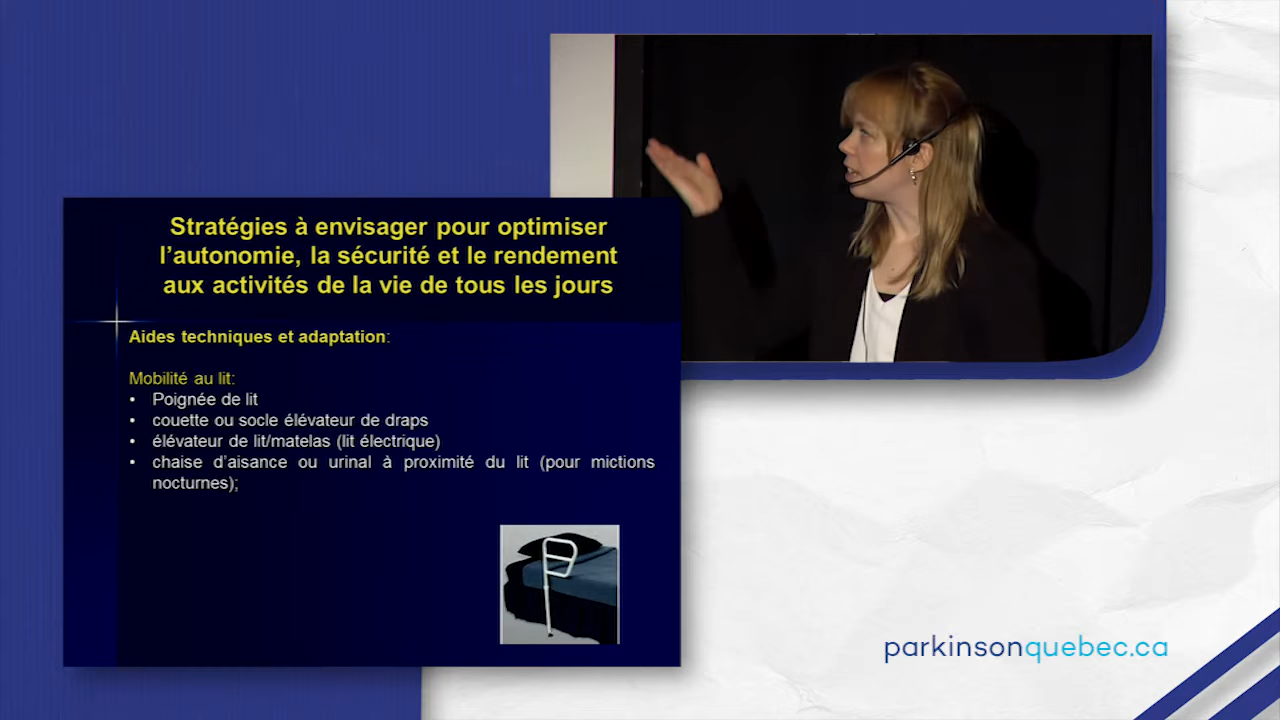 Stratégies à envisager pour optimiser
l’autonomie, la sécurité et le rendement
aux activités de la vie de tous les jours
Aides techniques et adaptation:
Mobilité au lit:
• Poignée de lit
• couette ou socle élévateur de draps
• élévateur de lit/matelas (lit électrique)
• chaise d’aisance ou urinal à proximité du lit (pour mictions
nocturnes);
parkinsonquebec.ca